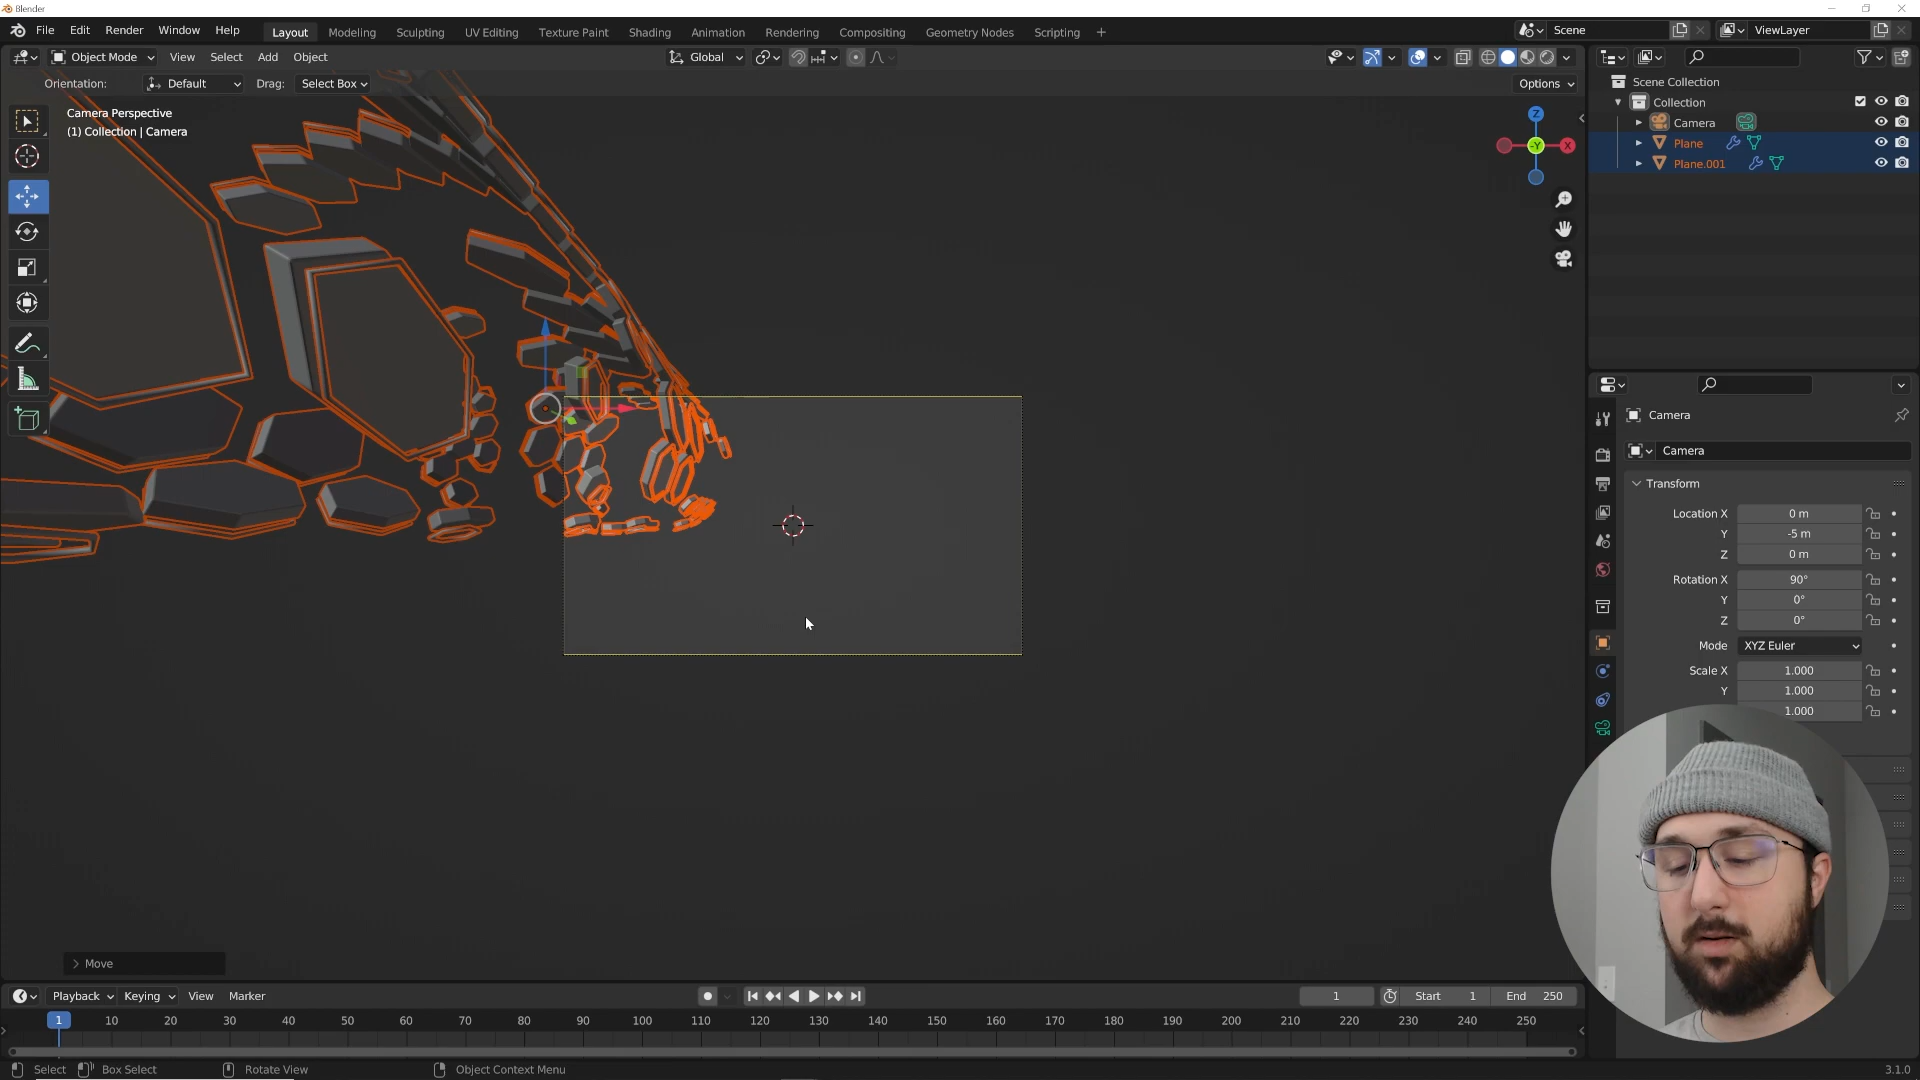 Blender
File Edit Render Window Help
Layout Modeling Sculpting UV Editing Texture Paint Shading Animation Rendering Compositing Geometry Nodes Scripting +
Scene
ViewLayer
Object Mode View Select Add Object
Global
Orientation: Default Drag: Select Box
Options
Camera Perspective
(1) Collection | Camera
Z
-Y
X
Scene Collection
Collection
Camera
Plane
Plane.001
Camera
Camera
Transform
Location X 0 m
Y -5 m
Z 0 m
Rotation X 90°
Y 0°
Z 0°
Mode XYZ Euler
Scale X 1.000
Y 1.000
1.000
Move
Playback Keying View Marker
1
Start 1
End 250
1 10 20 30 40 50 60 70 80 90 100 110 120 130 140 150 160 170 180 190 200 210 220 230 240 250
Select Box Select Rotate View Object Context Menu
3.1.0